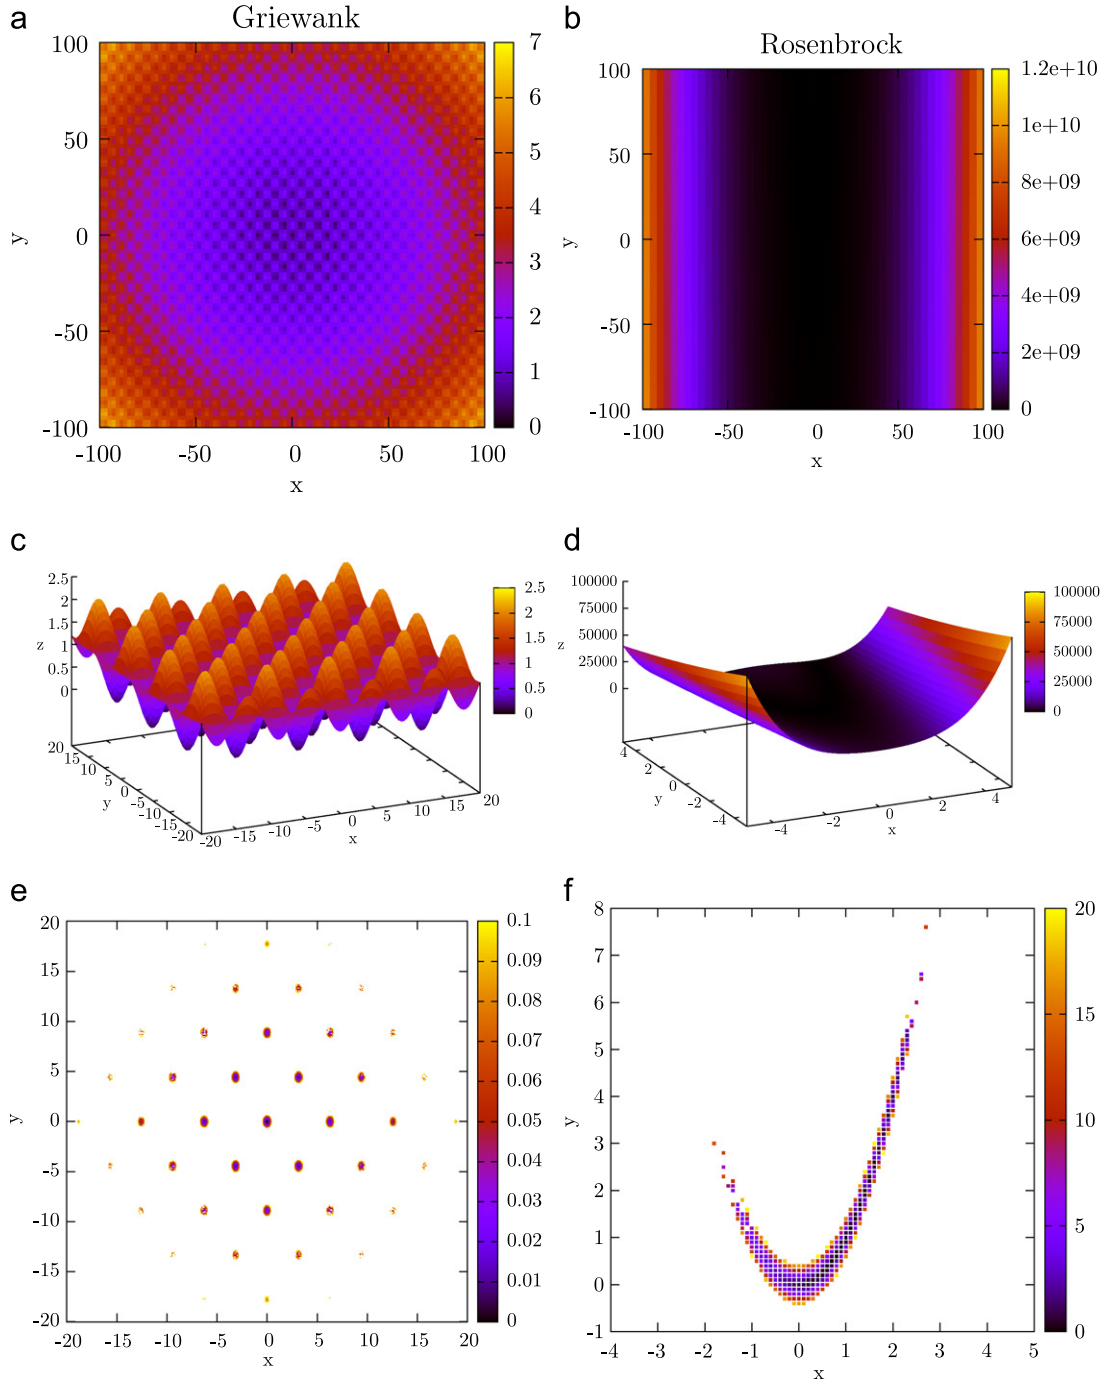 a
Griewank
100
50
0
-50
-100
y
-100 -50 0 50 100
x
7
6
5
4
3
2
1
0
b
Rosenbrock
100
50
0
-50
-100
y
-100 -50 0 50 100
x
1.2e+10
1e+10
8e+09
6e+09
4e+09
2e+09
0
c
2.5
2
1.5
1
0.5
0
z
20
15
10
5
0
-5
-10
-15
-20
y
-20 -15 -10 -5 0 5 10 15 20
x
2.5
2
1.5
1
0.5
0
d
100000
75000
50000
25000
0
z
4
2
0
-2
-4
y
-4 -2 0 2 4
x
100000
75000
50000
25000
0
e
20
15
10
5
0
-5
-10
-15
-20
y
-20 -15 -10 -5 0 5 10 15 20
x
0.1
0.09
0.08
0.07
0.06
0.05
0.04
0.03
0.02
0.01
0
f
8
7
6
5
4
3
2
1
0
-1
y
-4 -3 -2 -1 0 1 2 3 4 5
x
20
15
10
5
0